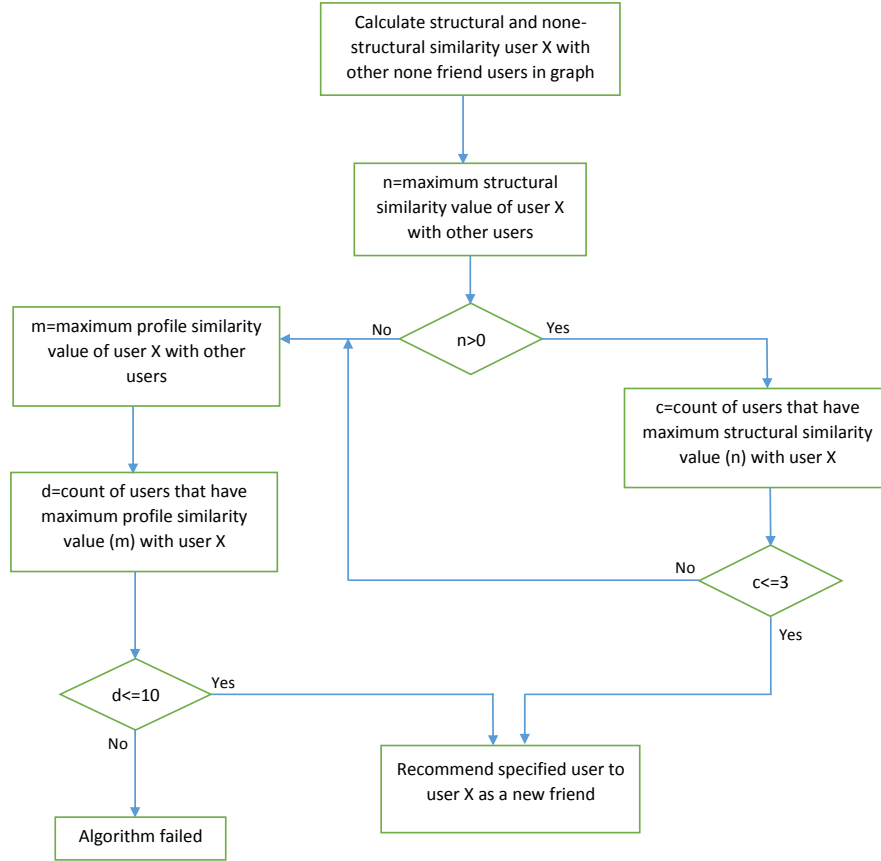 Calculate structural and none-
structural similarity user X with
other none friend users in graph
n=maximum structural
similarity value of user X
with other users
n>0
No
Yes
m=maximum profile similarity
value of user X with other
users
c=count of users that have
maximum structural similarity
value (n) with user X
d=count of users that have
maximum profile similarity
value (m) with user X
c<=3
No
Yes
d<=10
Yes
No
Recommend specified user to
user X as a new friend
Algorithm failed